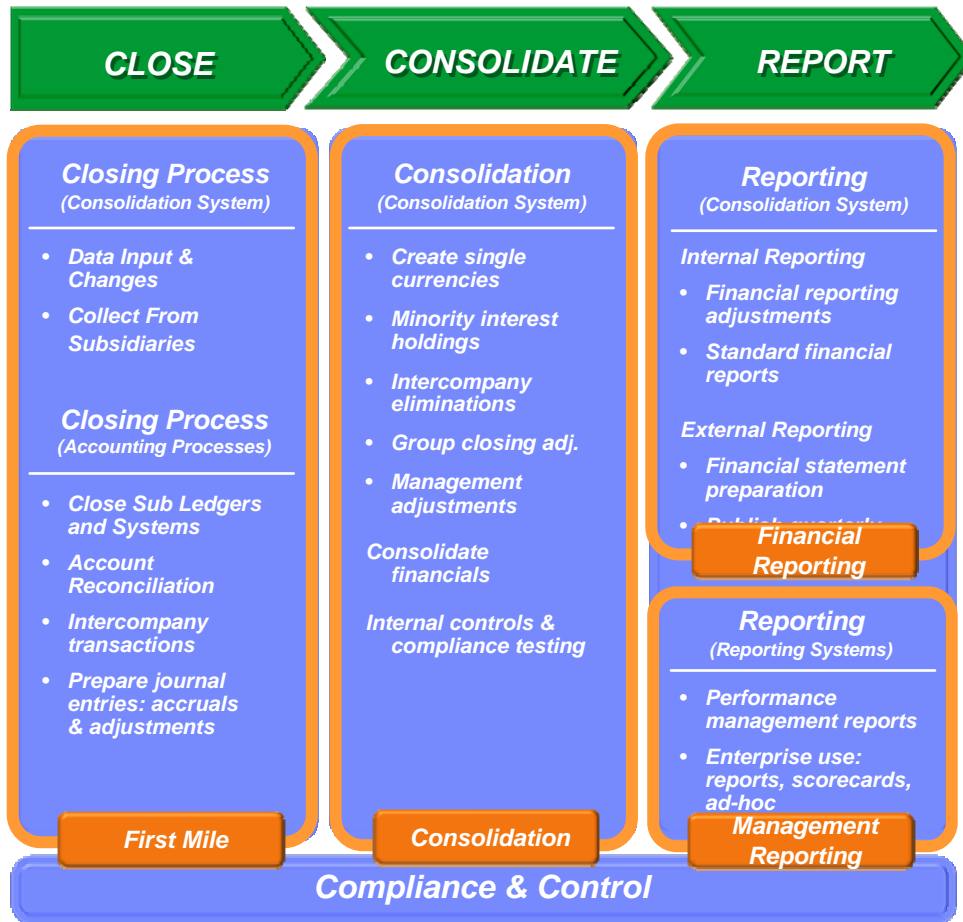 CLOSE
CONSOLIDATE
REPORT
Closing Process
(Consolidation System)
• Data Input &
Changes
• Collect From
Subsidiaries
Closing Process
(Accounting Processes)
• Close Sub Ledgers
and Systems
• Account
Reconciliation
• Intercompany
transactions
• Prepare journal
entries: accruals
& adjustments
First Mile
Consolidation
(Consolidation System)
• Create single
currencies
• Minority interest
holdings
• Intercompany
eliminations
• Group closing adj.
• Management
adjustments
Consolidate
financials
Internal controls &
compliance testing
Consolidation
Reporting
(Consolidation System)
Internal Reporting
• Financial reporting
adjustments
• Standard financial
reports
External Reporting
• Financial statement
preparation
• Publish quarterly
Financial
Reporting
Reporting
(Reporting Systems)
• Performance
management reports
• Enterprise use:
reports, scorecards,
ad-hoc
Management
Reporting
Compliance & Control